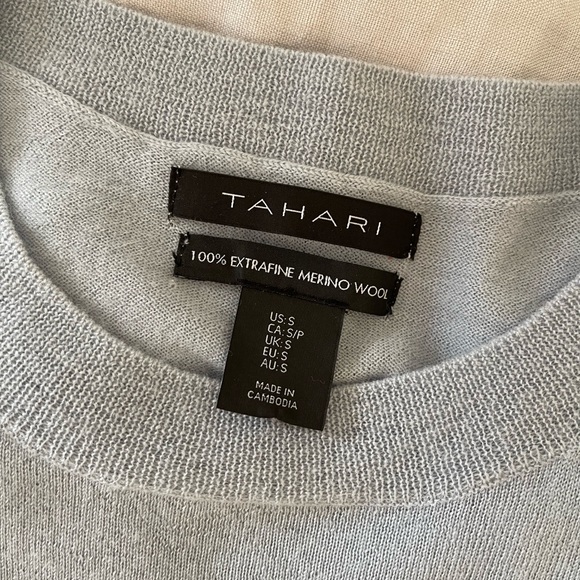 TAHARI
100% EXTRAFINE MERINO WOOL
US: S
CA: S/P
UK: S
EU: S
AU: S
MADE IN
CAMBODIA